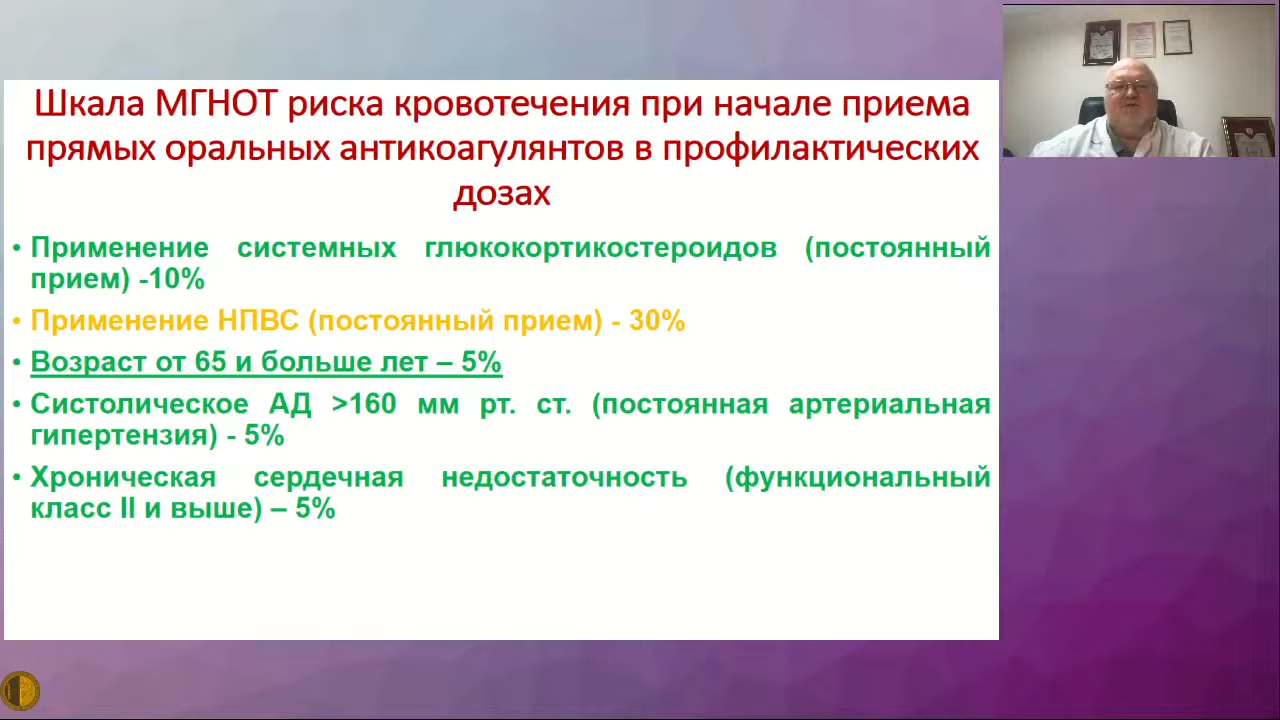 Шкала МГНОТ риска кровотечения при начале приема
прямых оральных антикоагулянтов в профилактических
дозах
• Применение системных глюкокортикостероидов (постоянный
прием) -10%
• Применение НПВС (постоянный прием) - 30%
• Возраст от 65 и больше лет – 5%
• Систолическое АД >160 мм рт. ст. (постоянная артериальная
гипертензия) - 5%
• Хроническая сердечная недостаточность (функциональный
класс II и выше) – 5%